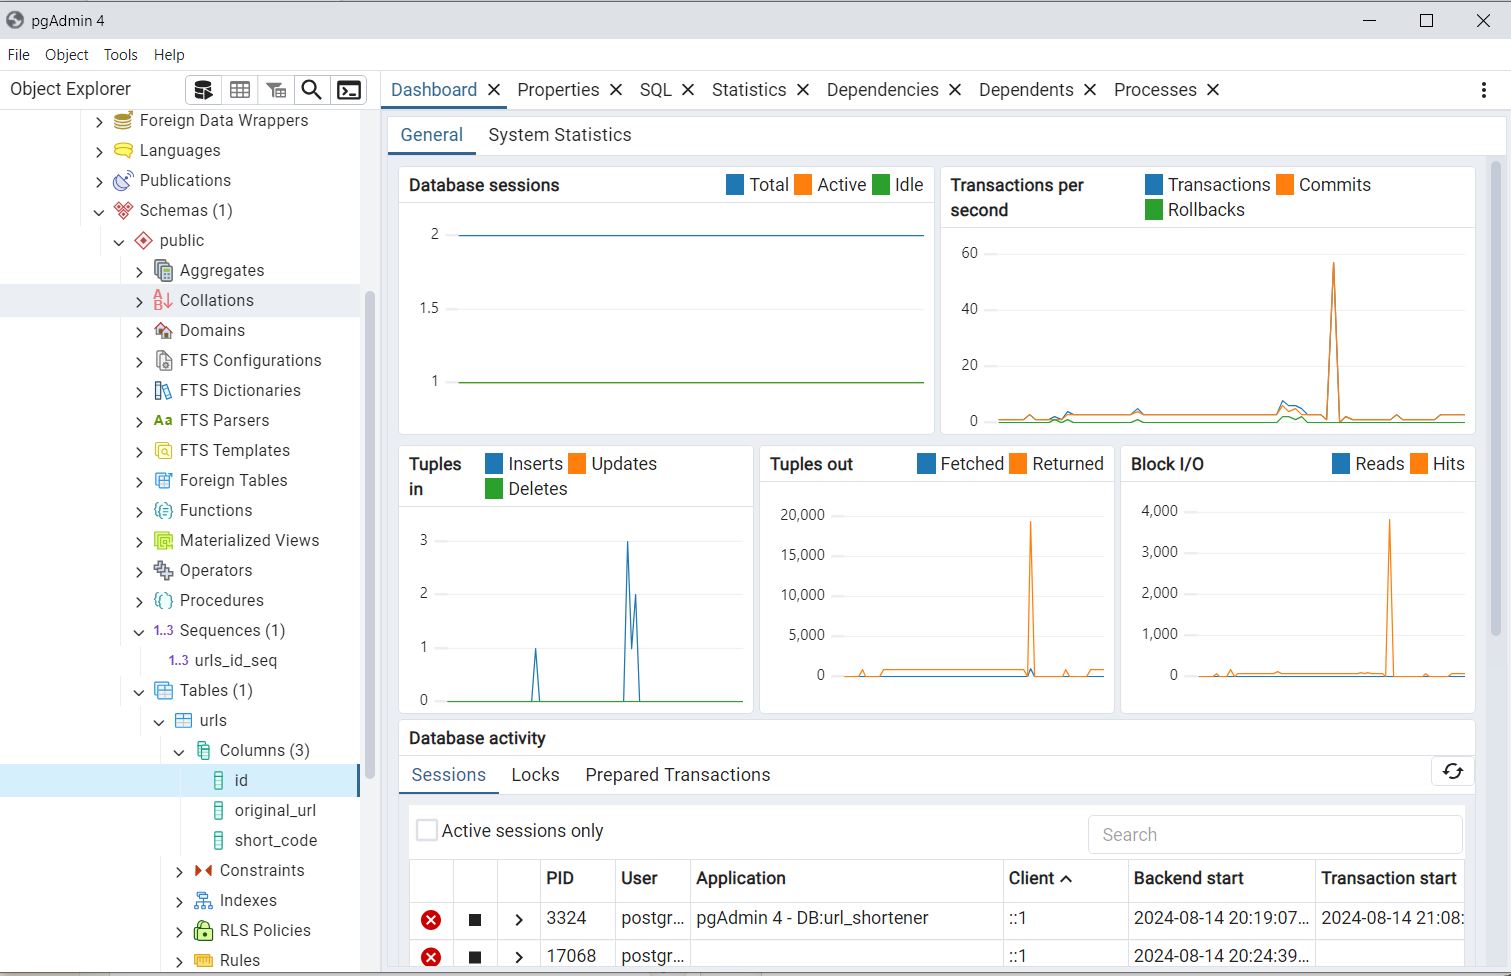 pgAdmin 4
File Object Tools Help
Object Explorer
Foreign Data Wrappers
Languages
Publications
Schemas (1)
public
Aggregates
Collations
Domains
FTS Configurations
FTS Dictionaries
Aa FTS Parsers
FTS Templates
Foreign Tables
Functions
Materialized Views
Operators
Procedures
1..3 Sequences (1)
1..3 urls_id_seq
Tables (1)
urls
Columns (3)
id
original_url
short_code
Constraints
Indexes
RLS Policies
Rules
Dashboard Properties SQL Statistics Dependencies Dependents Processes
General System Statistics
Database sessions
Total Active Idle
2
1.5
1
Transactions per
second
Transactions Commits
Rollbacks
60
40
20
0
Tuples
in
Inserts Updates
Deletes
3
2
1
0
Tuples out
Fetched Returned
20,000
15,000
10,000
5,000
0
Block I/O
Reads Hits
4,000
3,000
2,000
1,000
0
Database activity
Sessions Locks Prepared Transactions
Active sessions only
Search
PID User Application Client Backend start Transaction start
3324 postgr... pgAdmin 4 - DB:url_shortener ::1 2024-08-14 20:19:07... 2024-08-14 21:08:
17068 postgr... ::1 2024-08-14 20:24:39...